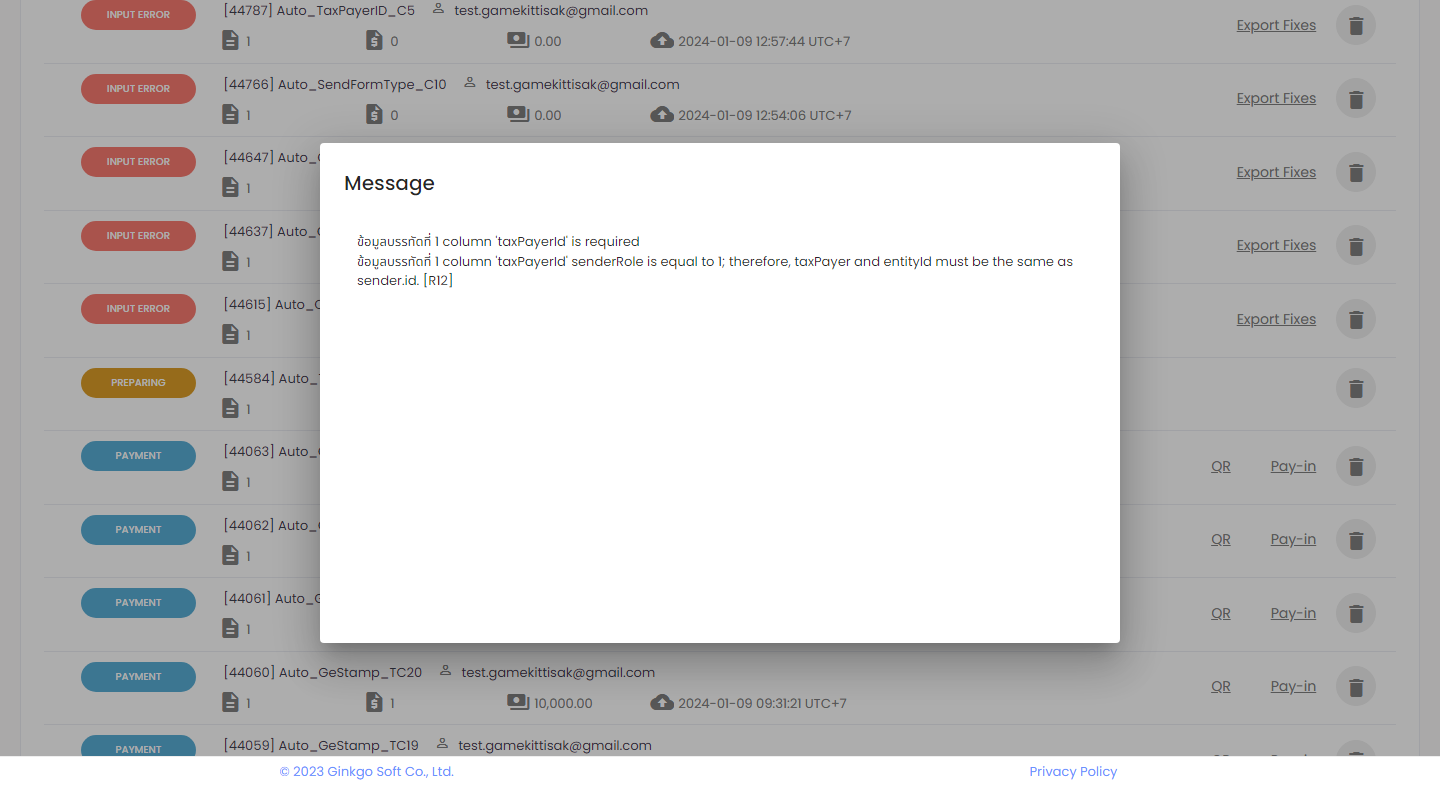 INPUT ERROR
[44787] Auto_TaxPayerID_C5 test.gamekittisak@gmail.com
1 0 0.00 2024-01-09 12:57:44 UTC+7
Export Fixes
INPUT ERROR
[44766] Auto_SendFormType_C10 test.gamekittisak@gmail.com
1 0 0.00 2024-01-09 12:54:06 UTC+7
Export Fixes
INPUT ERROR
[44647]
1
Export Fixes
INPUT ERROR
[44637]
1
Export Fixes
INPUT ERROR
[44615]
1
Export Fixes
Message
ข้อมูลบรรทัดที่ 1 column 'taxPayerId' is required
ข้อมูลบรรทัดที่ 1 column 'taxPayerId' senderRole is equal to 1; therefore, taxPayer and entityId must be the same as
sender.id. [R12]
PREPARING
[44584]
1
PAYMENT
[44063]
1
QR Pay-in
PAYMENT
[44062]
1
QR Pay-in
PAYMENT
[44061]
1
QR Pay-in
PAYMENT
[44060] Auto_GeStamp_TC20 test.gamekittisak@gmail.com
1 1 10,000.00 2024-01-09 09:31:21 UTC+7
QR Pay-in
PAYMENT
[44059] Auto_GeStamp_TC19 test.gamekittisak@gmail.com
© 2023 Ginkgo Soft Co., Ltd.
Privacy Policy